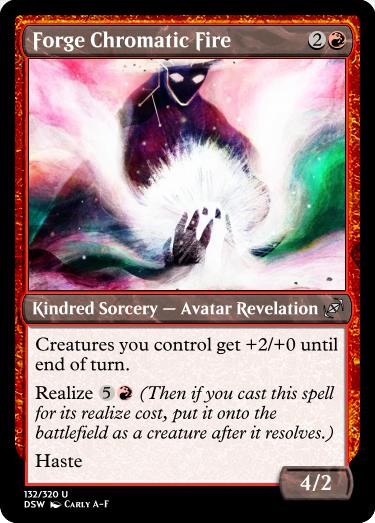 Forge Chromatic Fire 2
Kindred Sorcery — Avatar Revelation
Creatures you control get +2/+0 until
end of turn.
Realize 5 (Then if you cast this spell
for its realize cost, put it onto the
battlefield as a creature after it resolves.)
Haste
4/2
132/320 U
DSW Carly A-F